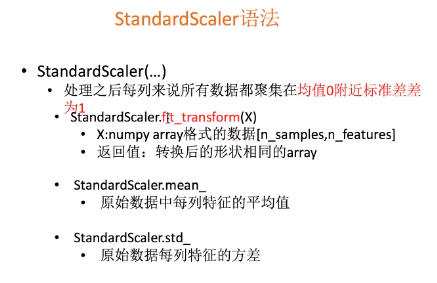 StandardScaler语法
• StandardScaler(…)
• 处理之后每列来说所有数据都聚集在均值0附近标准差差
为1
• StandardScaler.fit_transform(X)
• X:numpy array格式的数据[n_samples,n_features]
• 返回值：转换后的形状相同的array
• StandardScaler.mean_
• 原始数据中每列特征的平均值
• StandardScaler.std_
• 原始数据每列特征的方差